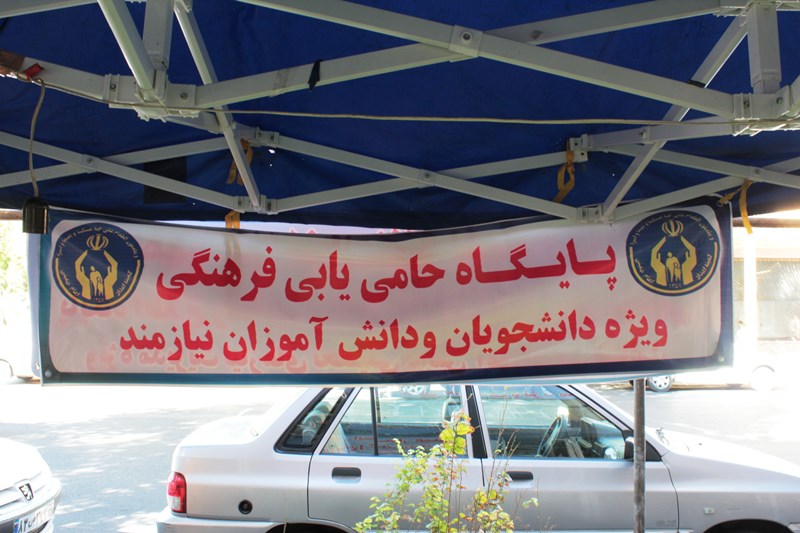 پایگاه حامی یابی فرهنگی
ویژه دانشجویان ودانش آموزان نیازمند